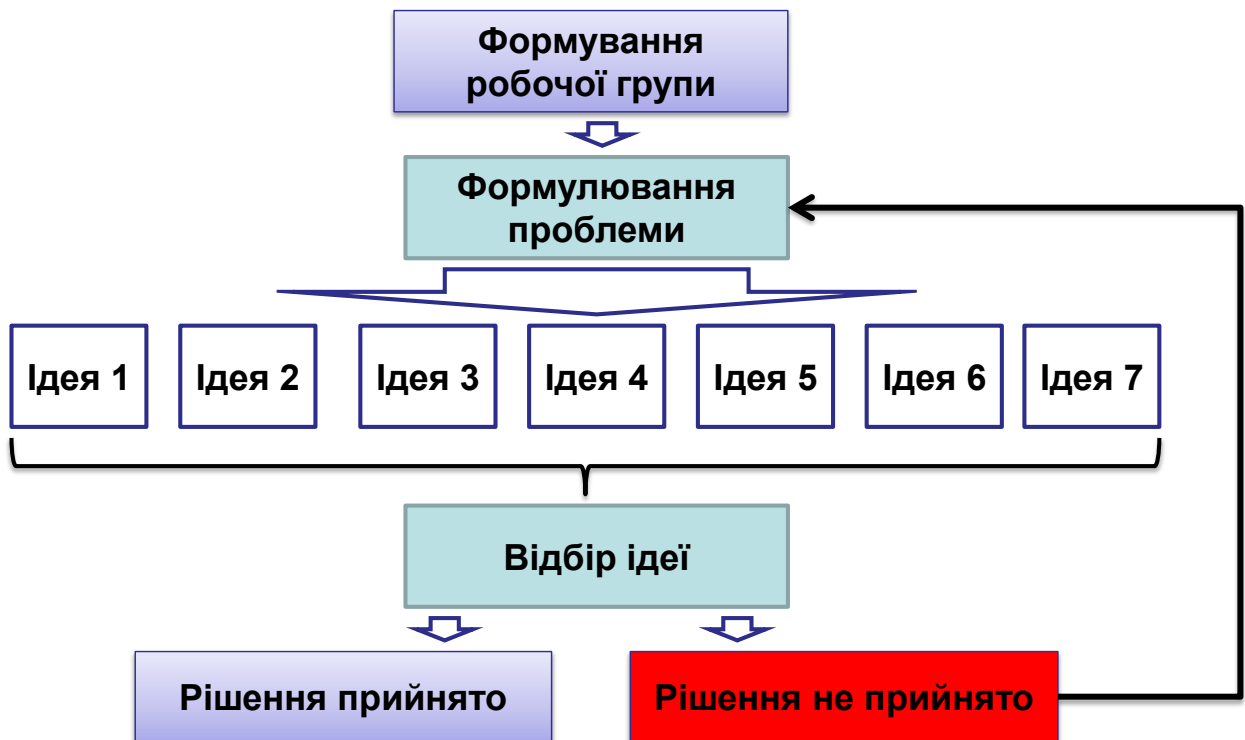 Формування
робочої групи
Формулювання
проблеми
Ідея 1
Ідея 2
Ідея 3
Ідея 4
Ідея 5
Ідея 6
Ідея 7
Відбір ідеї
Рішення прийнято
Рішення не прийнято